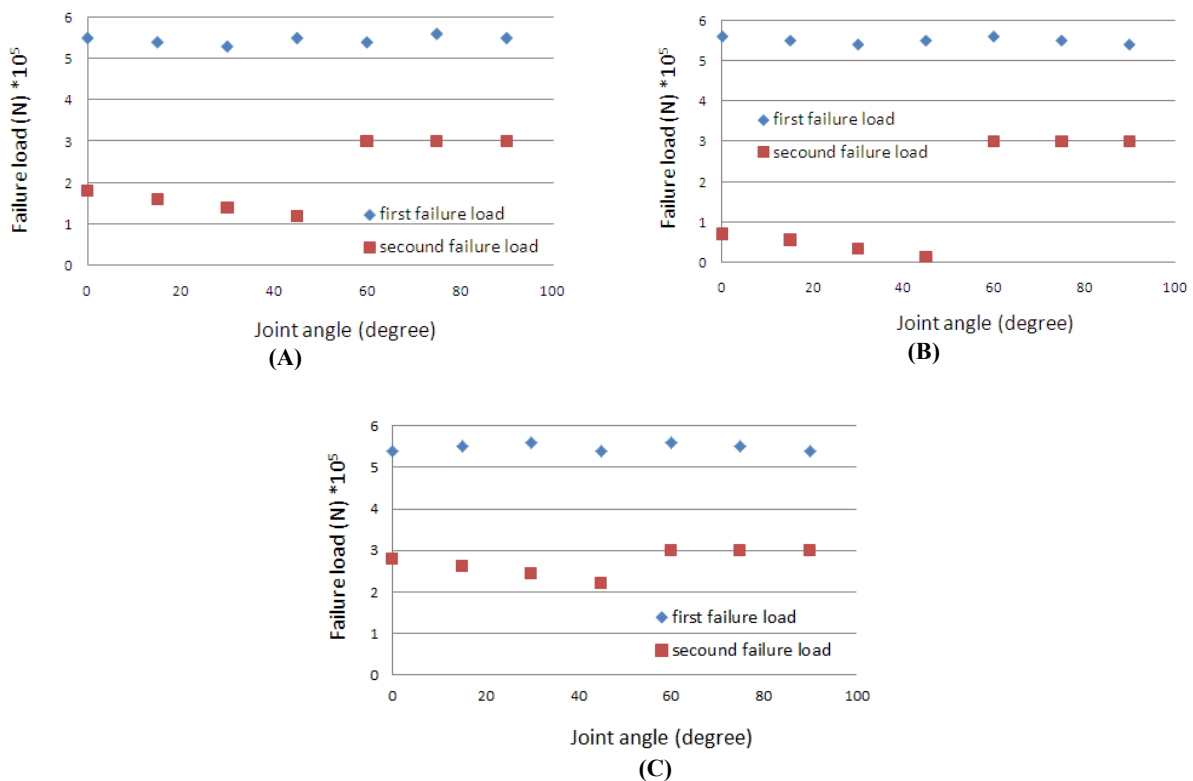 Failure load (N) *10⁵
6
5
4
3
2
1
0
first failure load
secound failure load
0 20 40 60 80 100
Joint angle (degree)
(A)
Failure load (N) *10⁵
6
5
4
3
2
1
0
first failure load
secound failure load
0 20 40 60 80 100
Joint angle (degree)
(B)
Failure load (N) *10⁵
6
5
4
3
2
1
0
first failure load
secound failure load
0 20 40 60 80 100
Joint angle (degree)
(C)